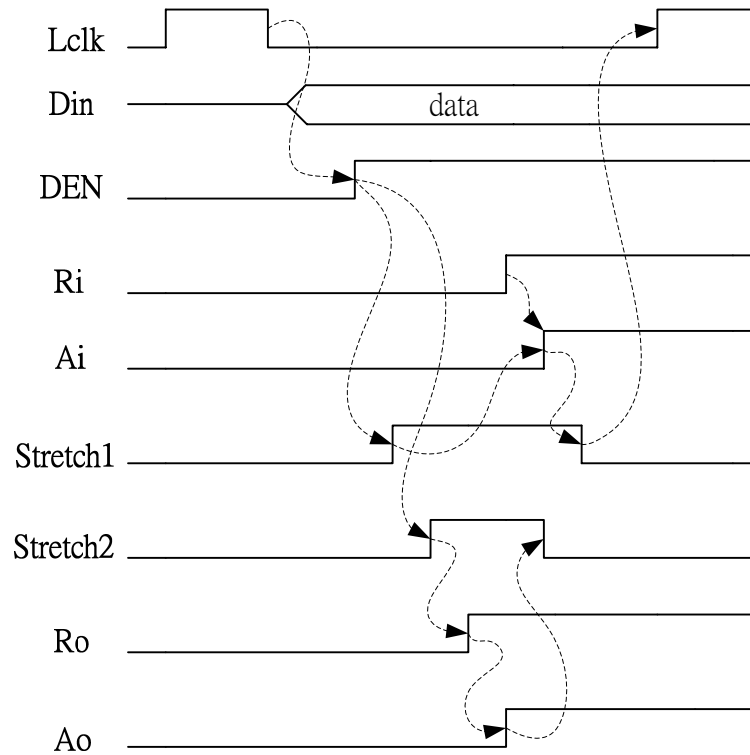 Lclk
Din
data
DEN
Ri
Ai
Stretch1
Stretch2
Ro
Ao